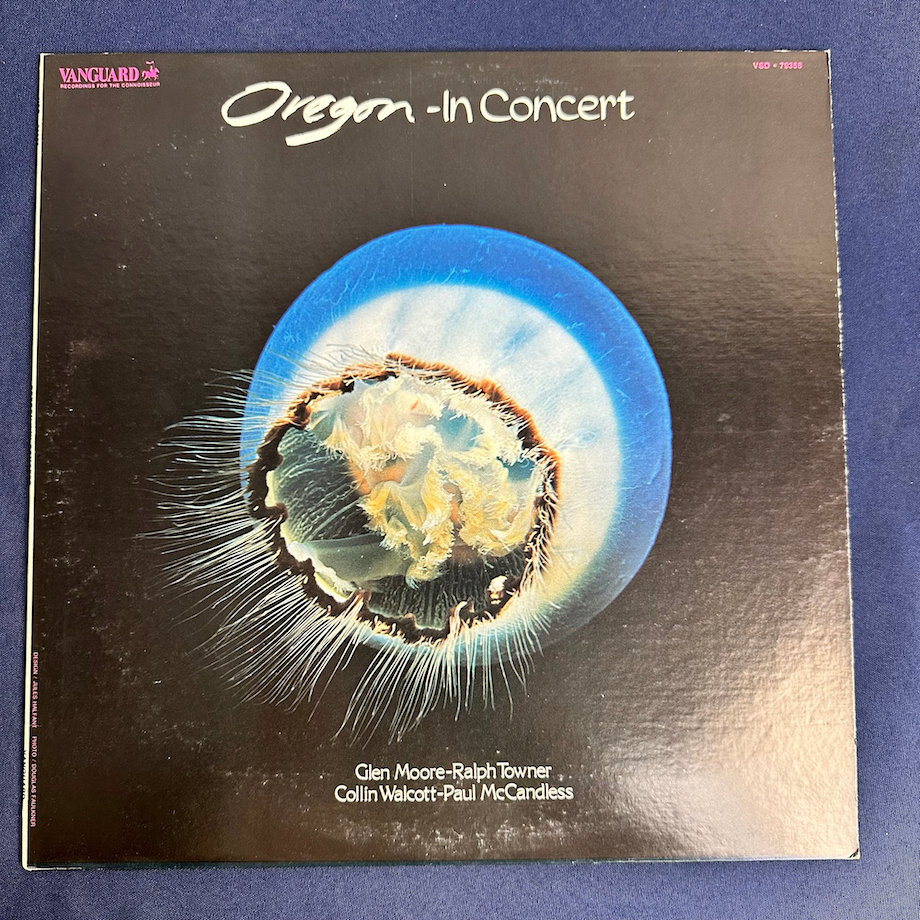 VANGUARD
RECORDINGS FOR THE CONNOISSEUR
VSD • 79358
Oregon -In Concert
Glen Moore-Ralph Towner
Collin Walcott-Paul McCandless
DESIGN / JULES HALFANT PHOTO / DOUGLAS FAULKNER